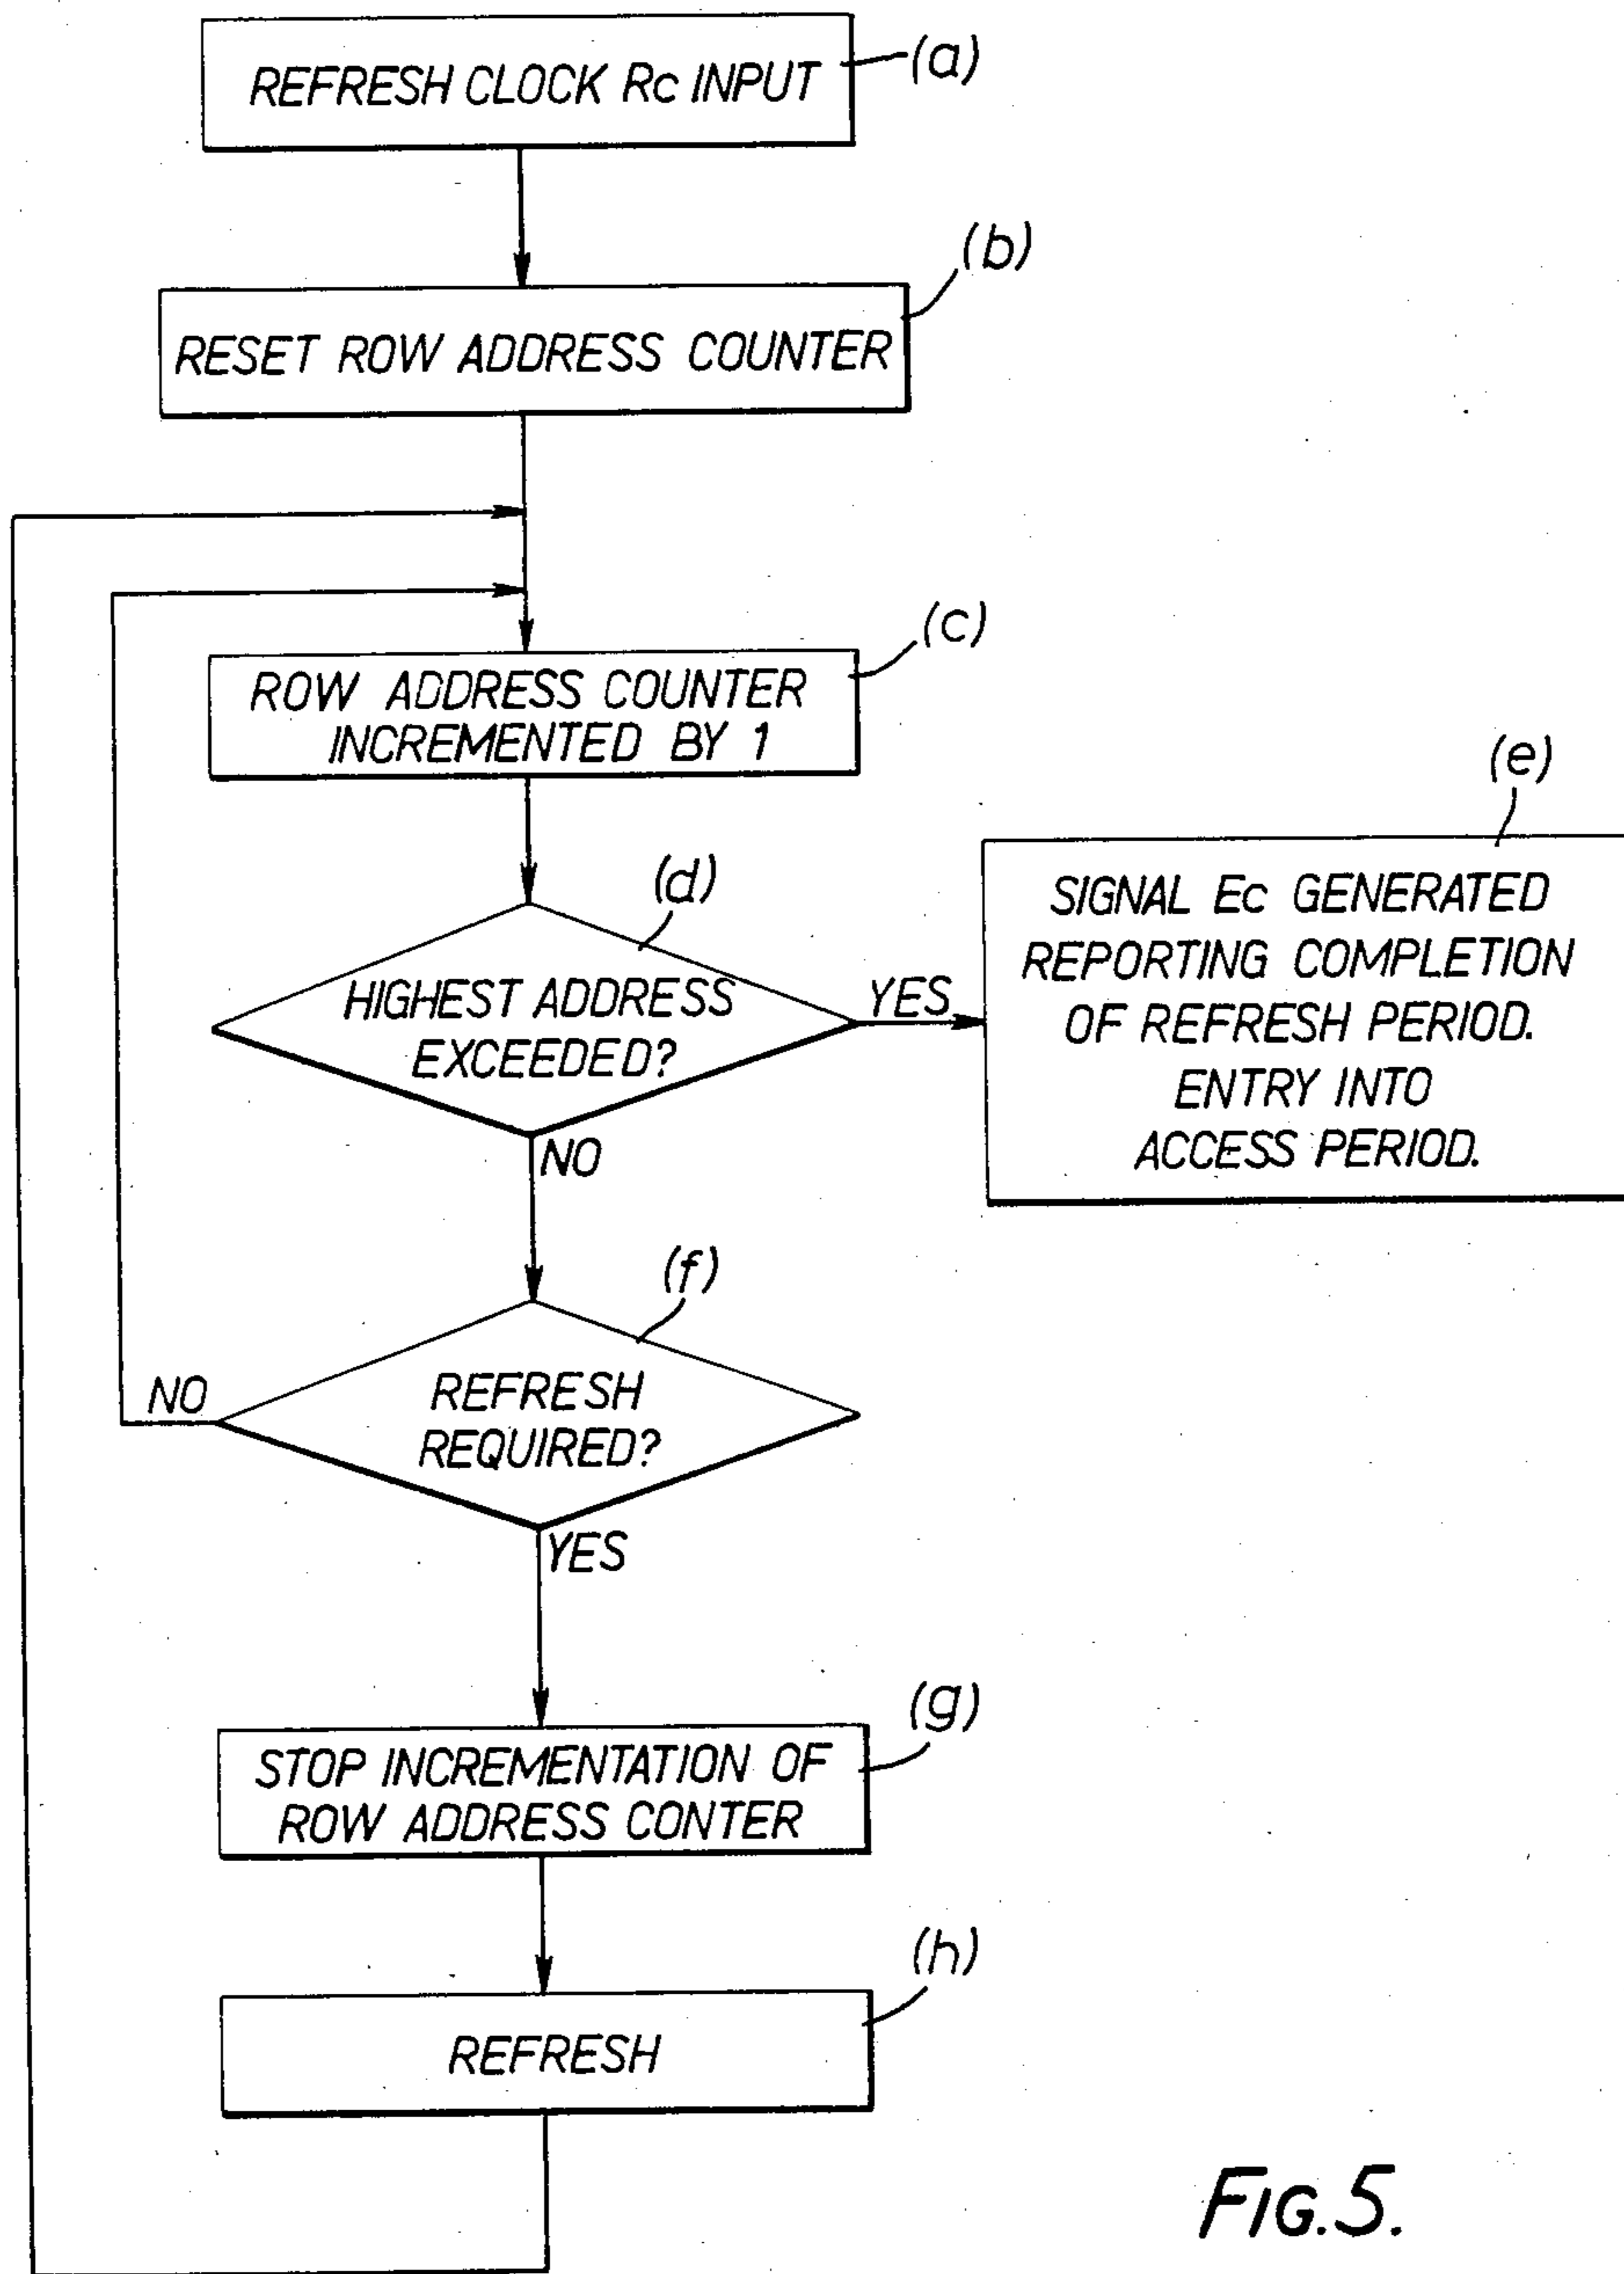 REFRESH CLOCK Rc INPUT
(a)
(b)
RESET ROW ADDRESS COUNTER
(c)
ROW ADDRESS COUNTER
INCREMENTED BY 1
(d)
HIGHEST ADDRESS
EXCEEDED?
YES
NO
(e)
SIGNAL Ec GENERATED
REPORTING COMPLETION
OF REFRESH PERIOD.
ENTRY INTO
ACCESS PERIOD.
(f)
REFRESH
REQUIRED?
NO
YES
(g)
STOP INCREMENTATION OF
ROW ADDRESS CONTER
(h)
REFRESH
FIG.5.